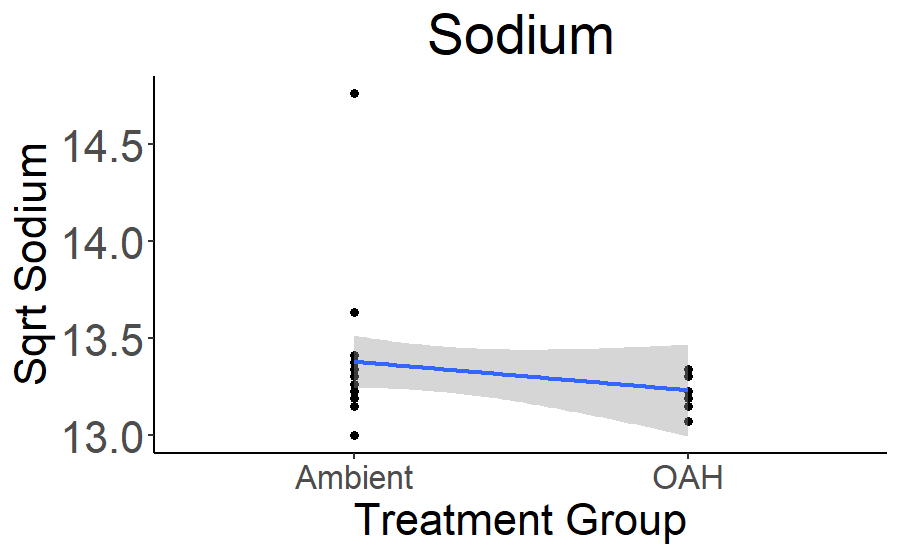 Sodium
Sqrt Sodium
14.5
14.0
13.5
13.0
Ambient OAH
Treatment Group